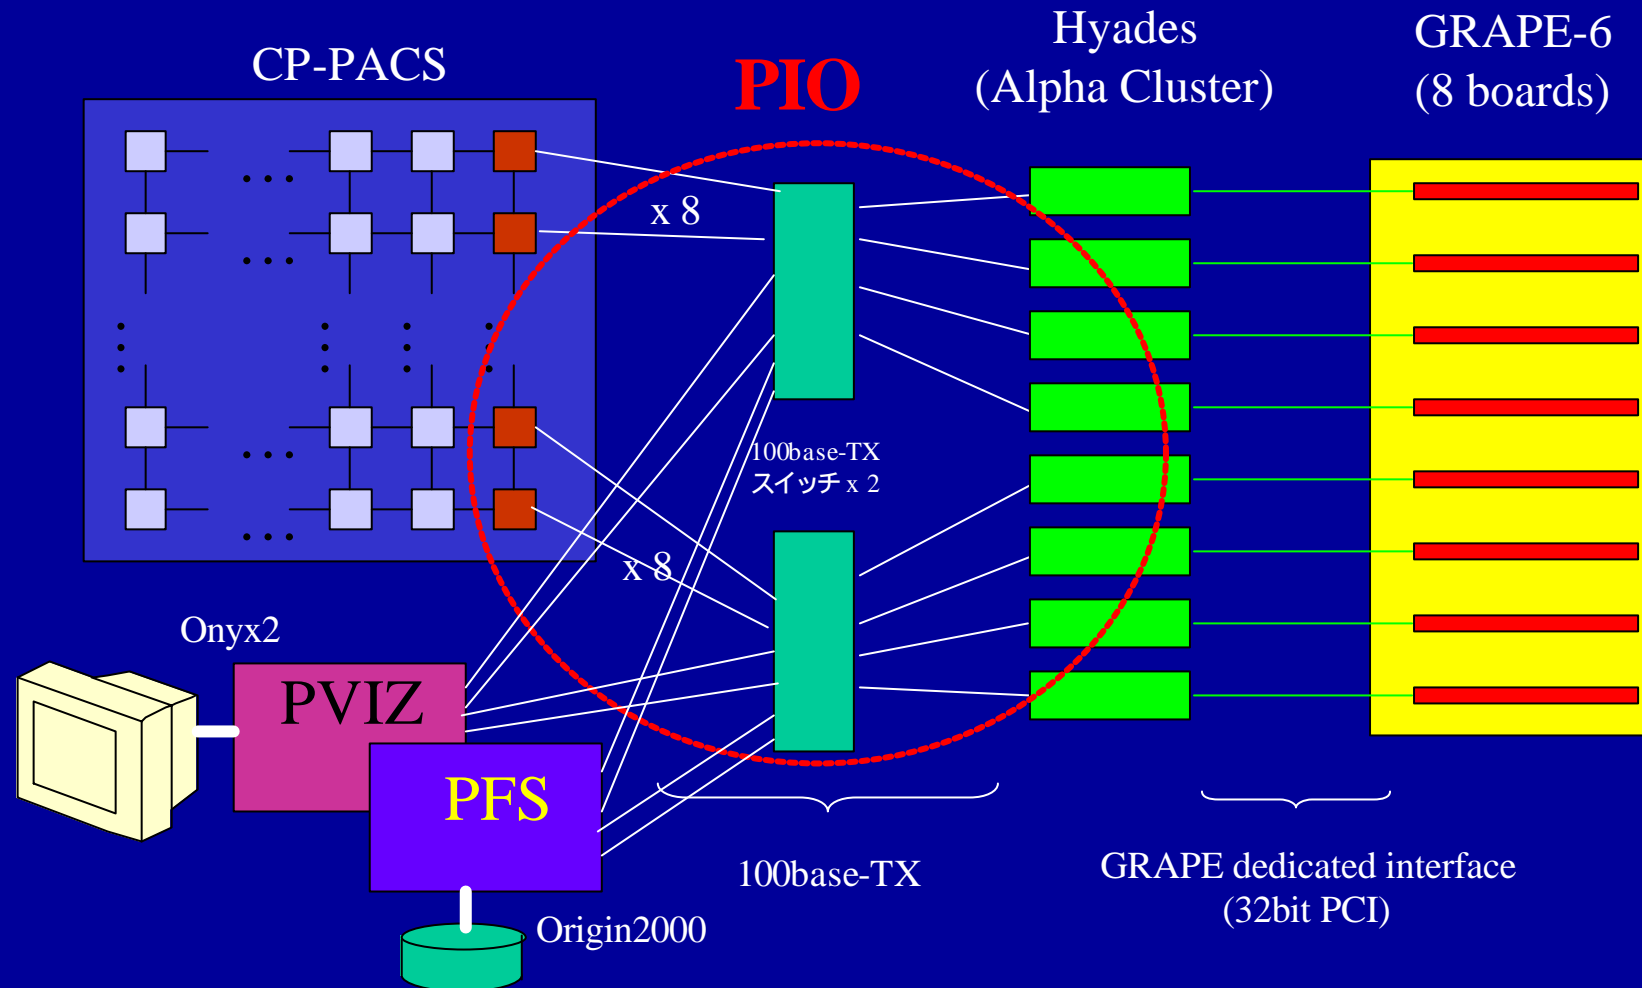 CP-PACS
PIO
Hyades
(Alpha Cluster)
GRAPE-6
(8 boards)
x 8
100base-TX
スイッチ x 2
x 8
Onyx2
PVIZ
PFS
Origin2000
100base-TX
GRAPE dedicated interface
(32bit PCI)